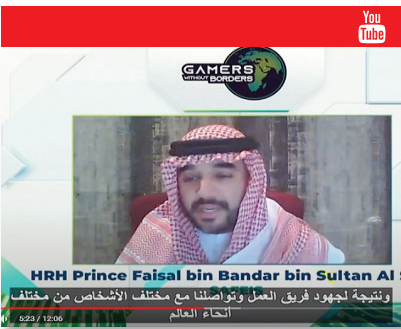 You
Tube
GAMERS
WITHOUT BORDERS
HRH Prince Faisal bin Bandar bin Sultan Al
SAFEIS
ونتيجة لجهود فريق العمل وتواصلنا مع مختلف الأشخاص من مختلف
أنحاء العالم
5:23 / 12:06